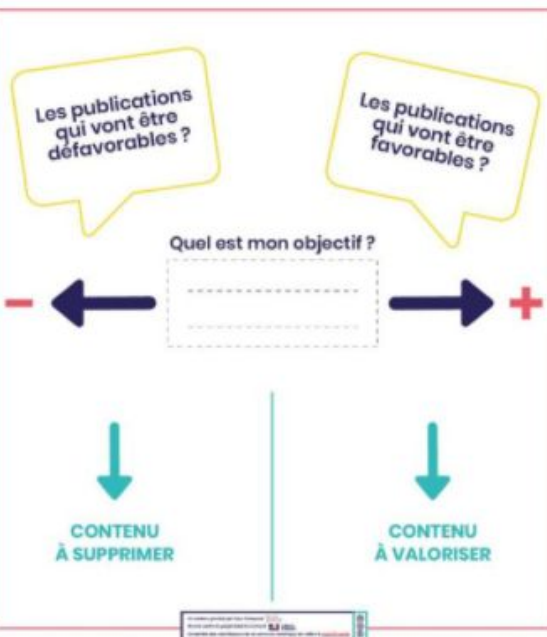 Les publications
qui vont être
défavorables ?
Les publications
qui vont être
favorables ?
Quel est mon objectif ?
-
+
CONTENU
À SUPPRIMER
CONTENU
À VALORISER